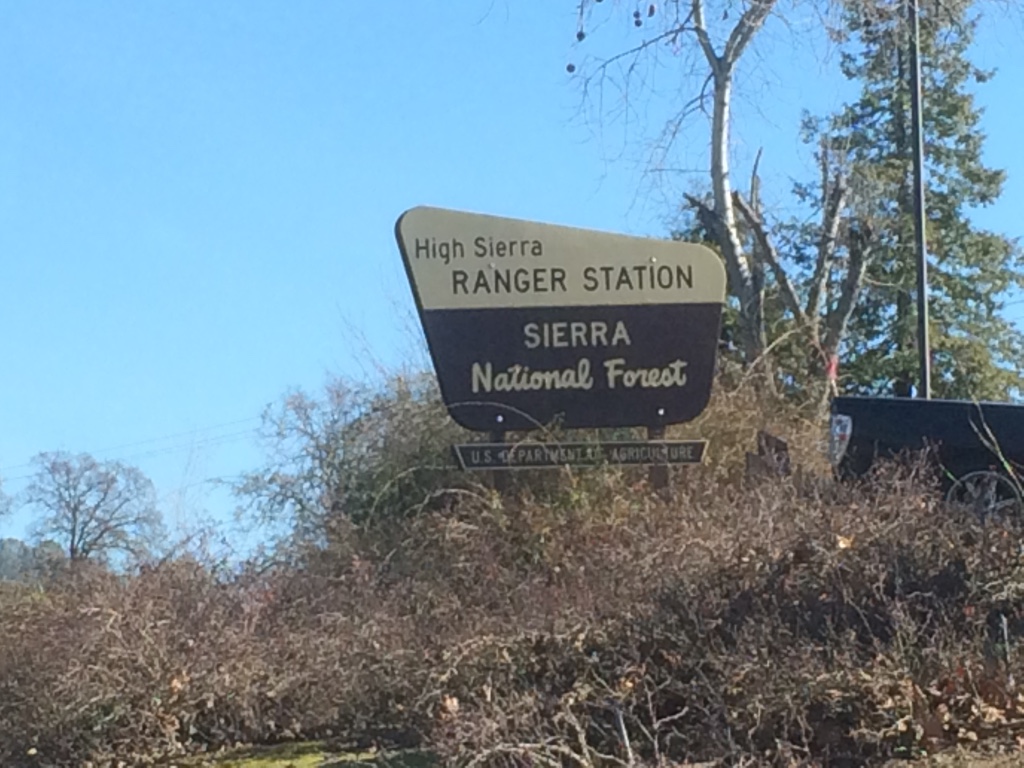 High Sierra
RANGER STATION
SIERRA
National Forest
U.S. DEPARTMENT OF AGRICULTURE